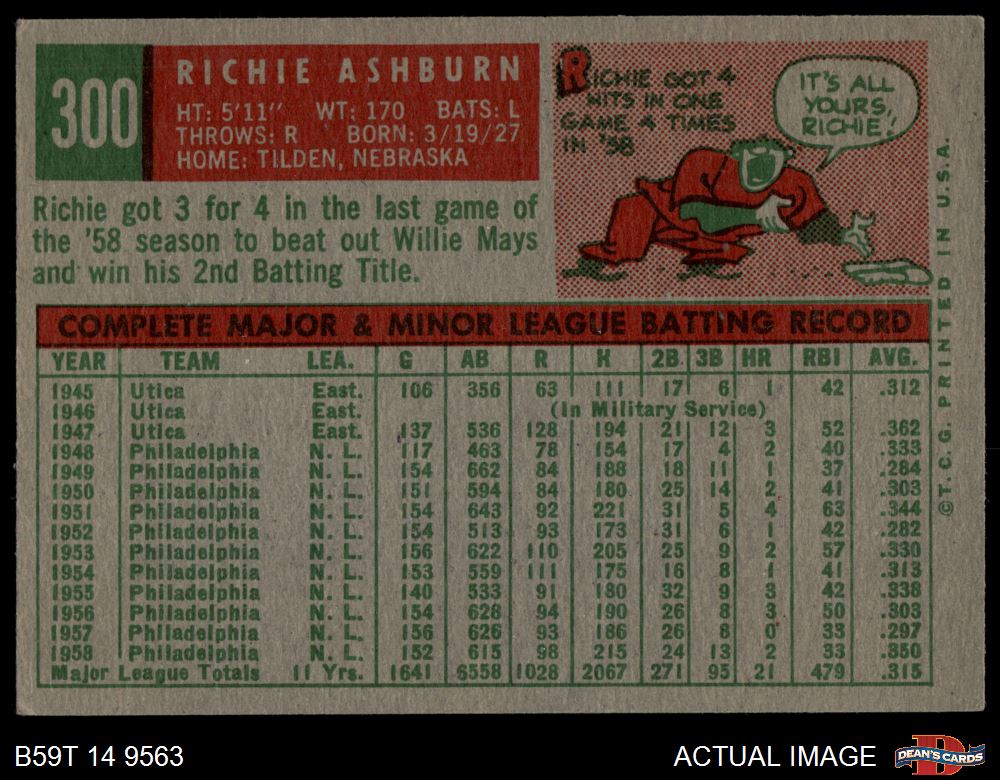 300
RICHIE ASHBURN
HT: 5'11" WT: 170 BATS: L
THROWS: R BORN: 3/19/27
HOME: TILDEN, NEBRASKA
RICHIE GOT 4
HITS IN ONE
GAME 4 TIMES
IN '58
IT'S ALL
YOURS,
RICHIE!
Richie got 3 for 4 in the last game of
the '58 season to beat out Willie Mays
and win his 2nd Batting Title.
COMPLETE MAJOR & MINOR LEAGUE BATTING RECORD
YEAR TEAM LEA. G AB R H 2B 3B HR RBI AVG.
1945 Utica East. 106 356 63 111 17 6 1 42 .312
1946 Utica East. (In Military Service)
1947 Utica East. 137 536 128 194 21 12 3 52 .362
1948 Philadelphia N. L. 117 463 78 154 17 4 2 40 .333
1949 Philadelphia N. L. 154 662 84 188 18 11 1 37 .284
1950 Philadelphia N. L. 151 594 84 180 25 14 2 41 .303
1951 Philadelphia N. L. 154 643 92 221 31 5 4 63 .344
1952 Philadelphia N. L. 154 513 93 173 31 6 1 42 .282
1953 Philadelphia N. L. 156 622 110 205 25 9 2 57 .330
1954 Philadelphia N. L. 153 559 111 175 16 8 1 41 .313
1955 Philadelphia N. L. 140 533 91 180 32 9 3 42 .338
1956 Philadelphia N. L. 154 628 94 190 26 8 3 50 .303
1957 Philadelphia N. L. 156 626 93 186 26 8 0 33 .297
1958 Philadelphia N. L. 152 615 98 215 24 13 2 33 .350
Major League Totals 11 Yrs. 1641 6558 1028 2067 271 95 21 479 .315
© T. C. G. PRINTED IN U.S.A.
B59T 14 9563
ACTUAL IMAGE
D
DEAN'S CARDS